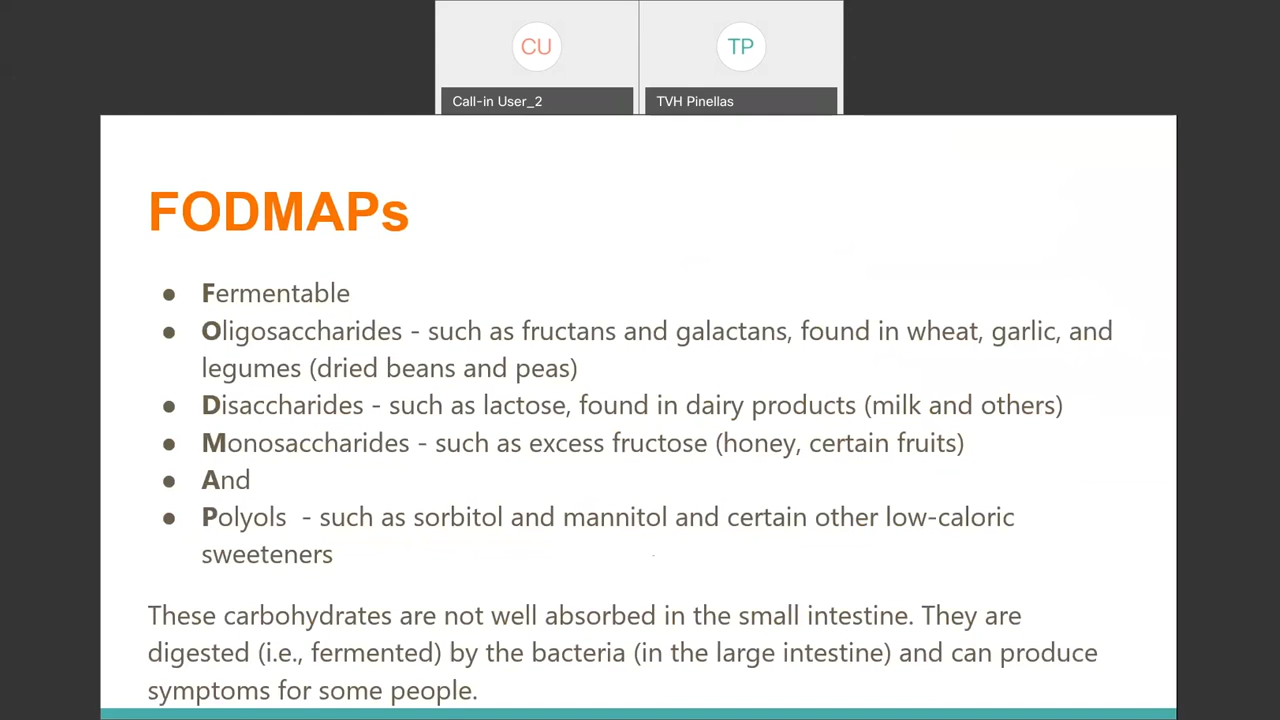 CU
TP
Call-in User_2
TVH Pinellas
FODMAPs
● Fermentable
● Oligosaccharides - such as fructans and galactans, found in wheat, garlic, and
legumes (dried beans and peas)
● Disaccharides - such as lactose, found in dairy products (milk and others)
● Monosaccharides - such as excess fructose (honey, certain fruits)
● And
● Polyols - such as sorbitol and mannitol and certain other low-caloric
sweeteners
These carbohydrates are not well absorbed in the small intestine. They are
digested (i.e., fermented) by the bacteria (in the large intestine) and can produce
symptoms for some people.